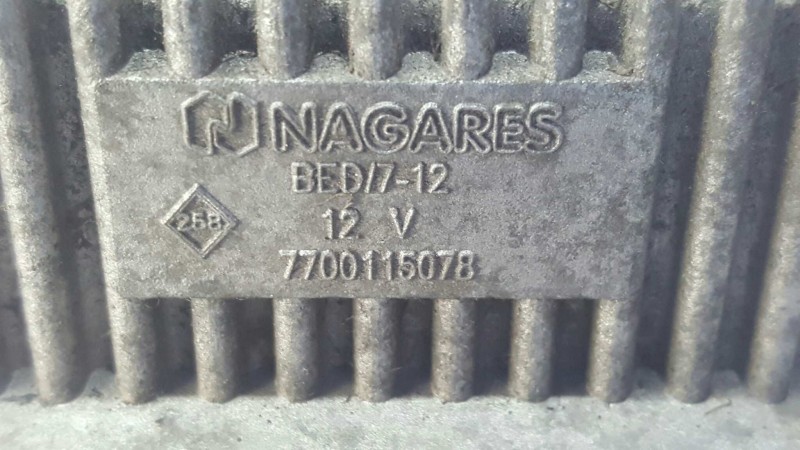 NAGARES
BED/7-12
258
12 V
7700115078